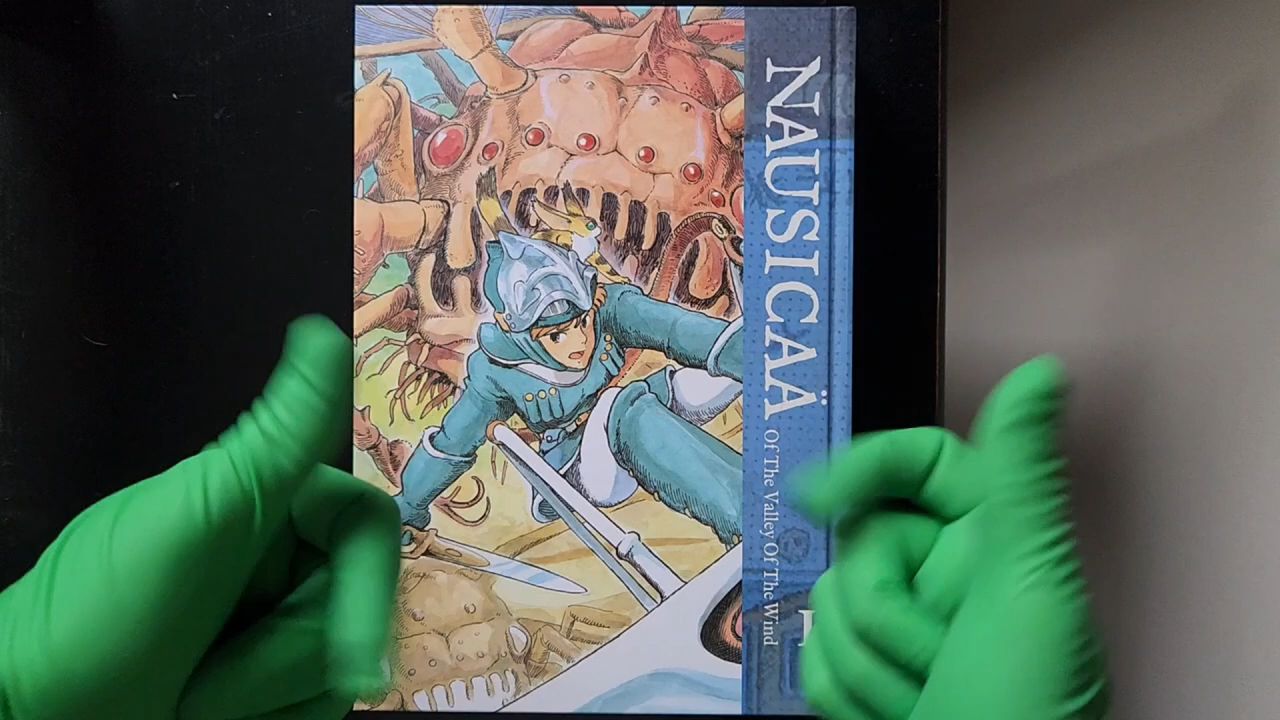 NAUSICAÄ
Of The Valley Of The Wind